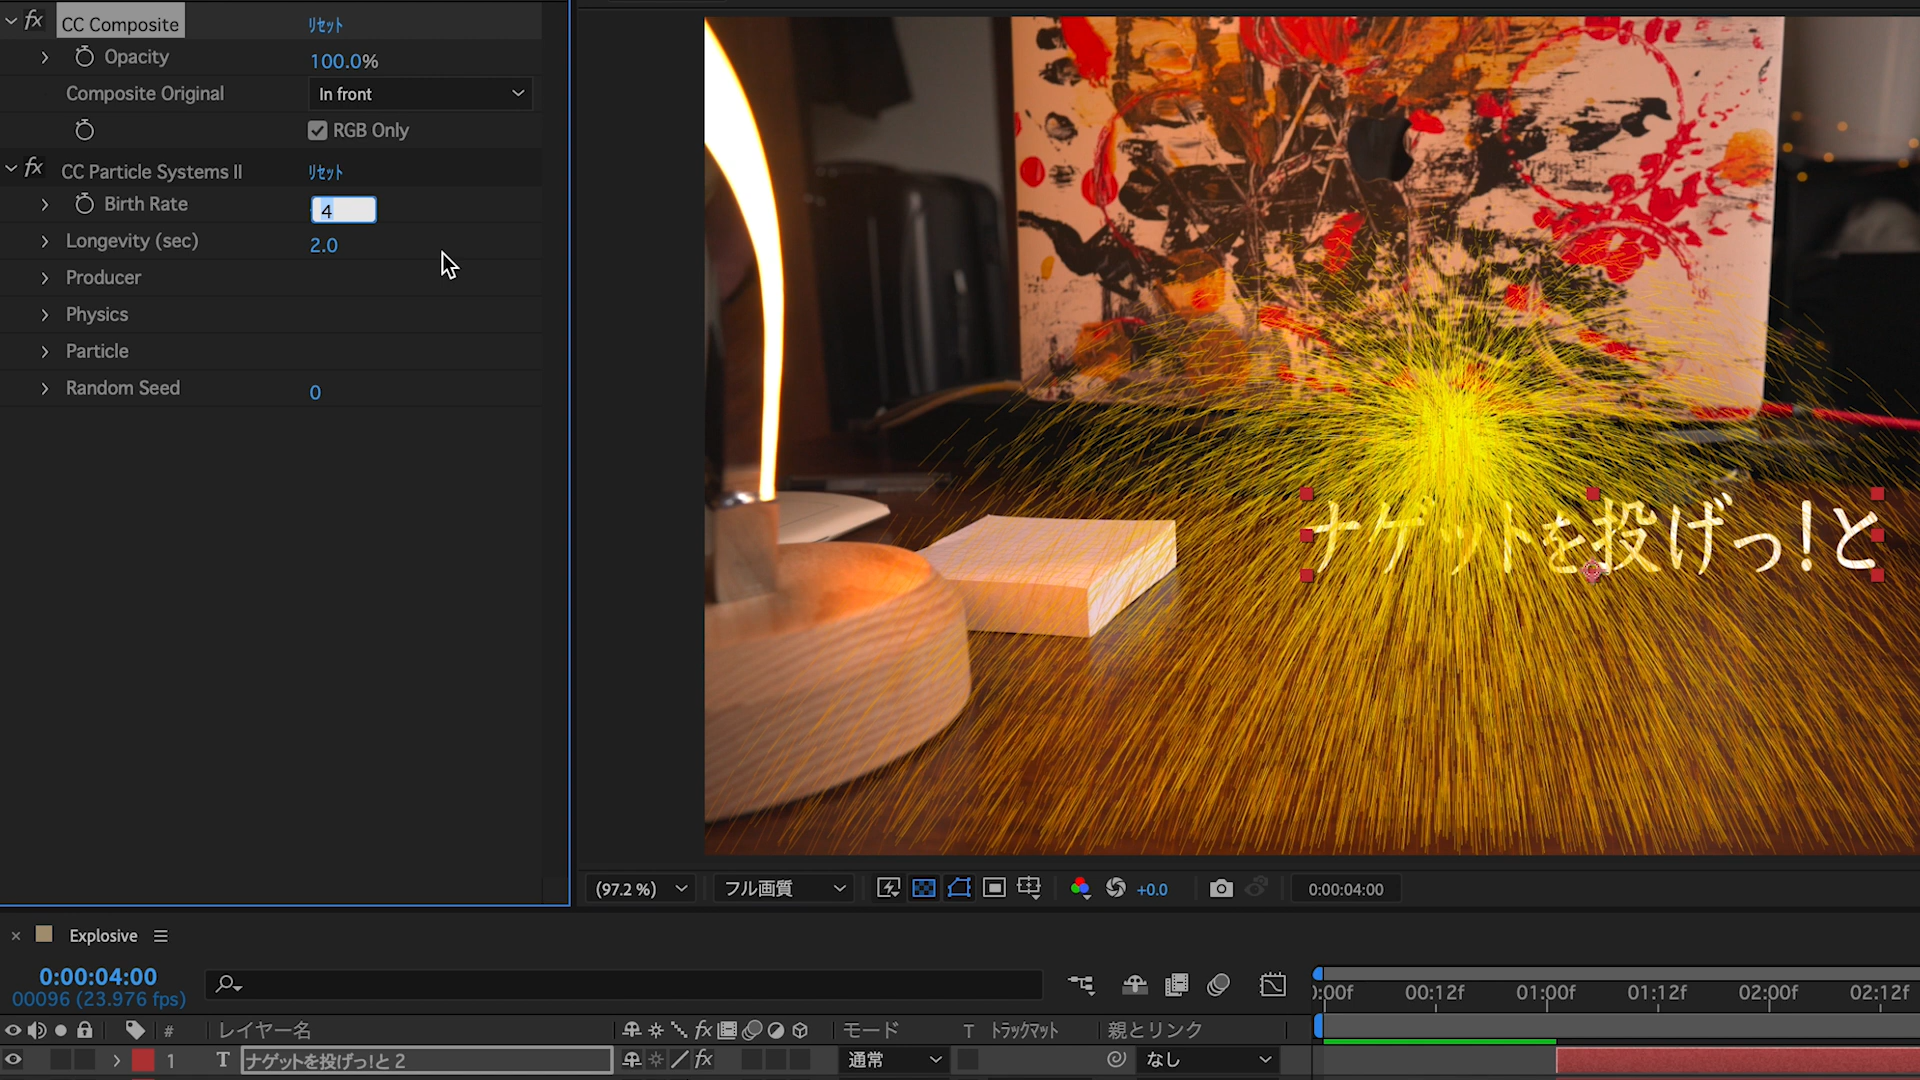 fx CC Composite リセット
Opacity 100.0%
Composite Original In front
RGB Only
fx CC Particle Systems II リセット
Birth Rate 4
Longevity (sec) 2.0
Producer
Physics
Particle
Random Seed 0
ナゲットを投げっ!と
(97.2 %) フル画質 +0.0 0:00:04:00
× Explosive
0:00:04:00
00096 (23.976 fps)
):00f 00:12f 01:00f 01:12f 02:00f 02:12f
# レイヤー名 fx モード T トラックマット 親とリンク
1 T ナゲットを投げっ!と 2 fx 通常 なし